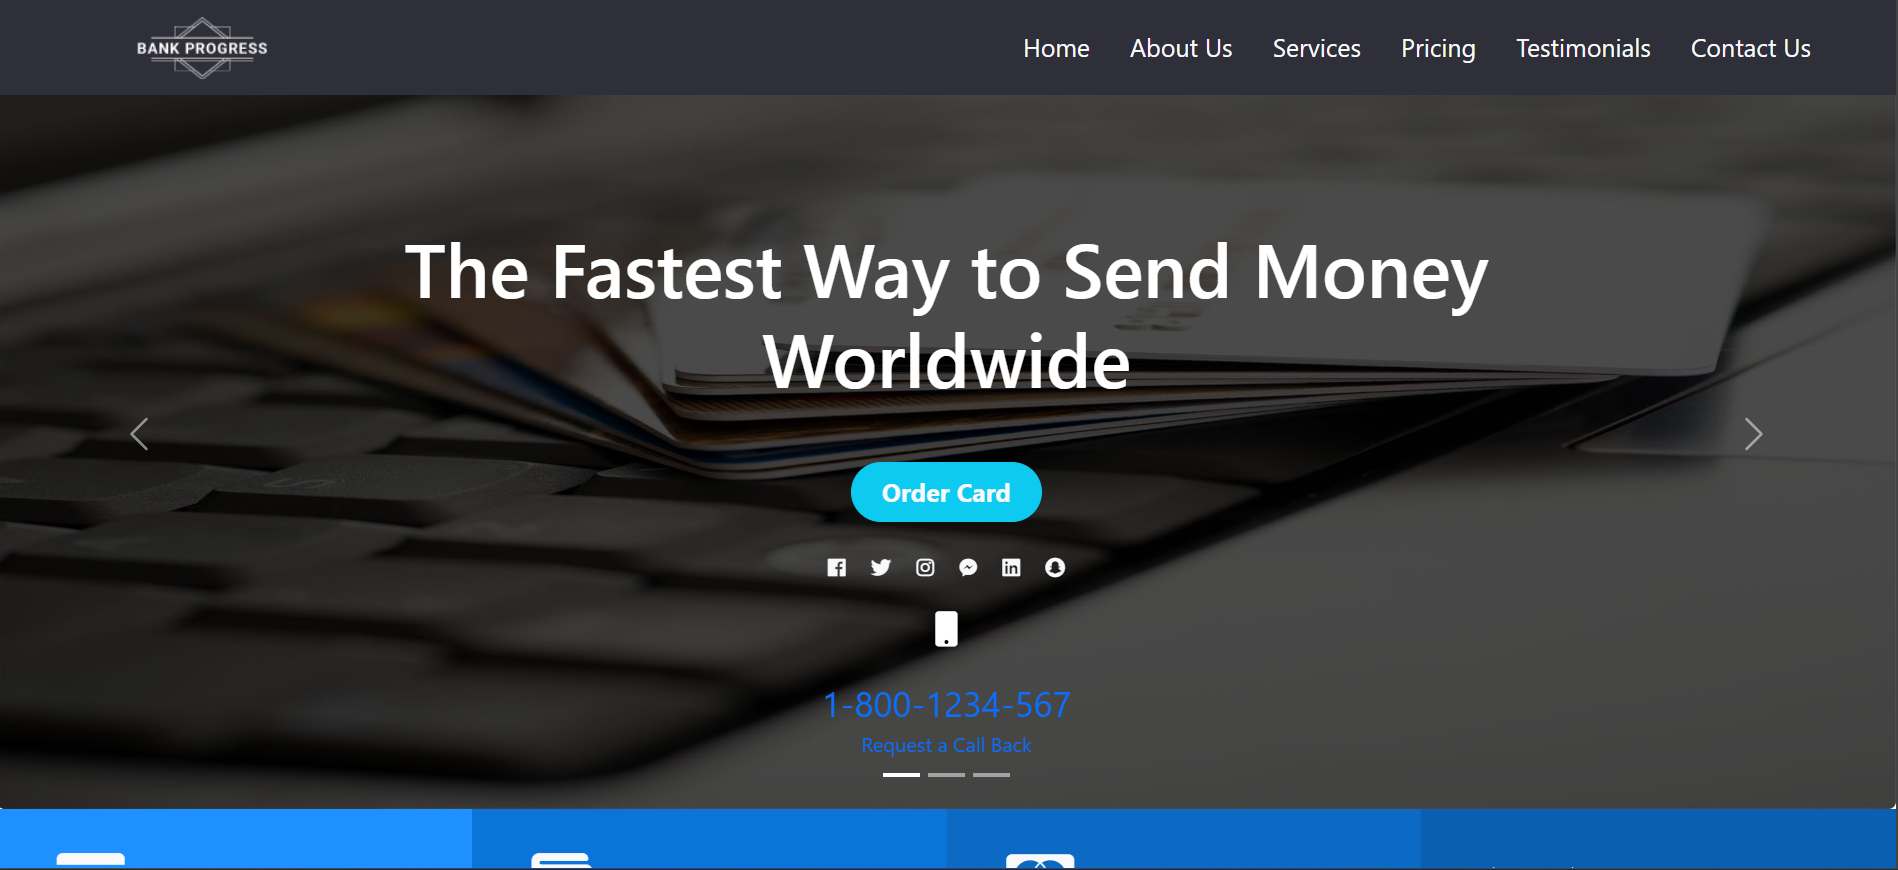 BANK PROGRESS
Home About Us Services Pricing Testimonials Contact Us
The Fastest Way to Send Money
Worldwide
Order Card
1-800-1234-567
Request a Call Back